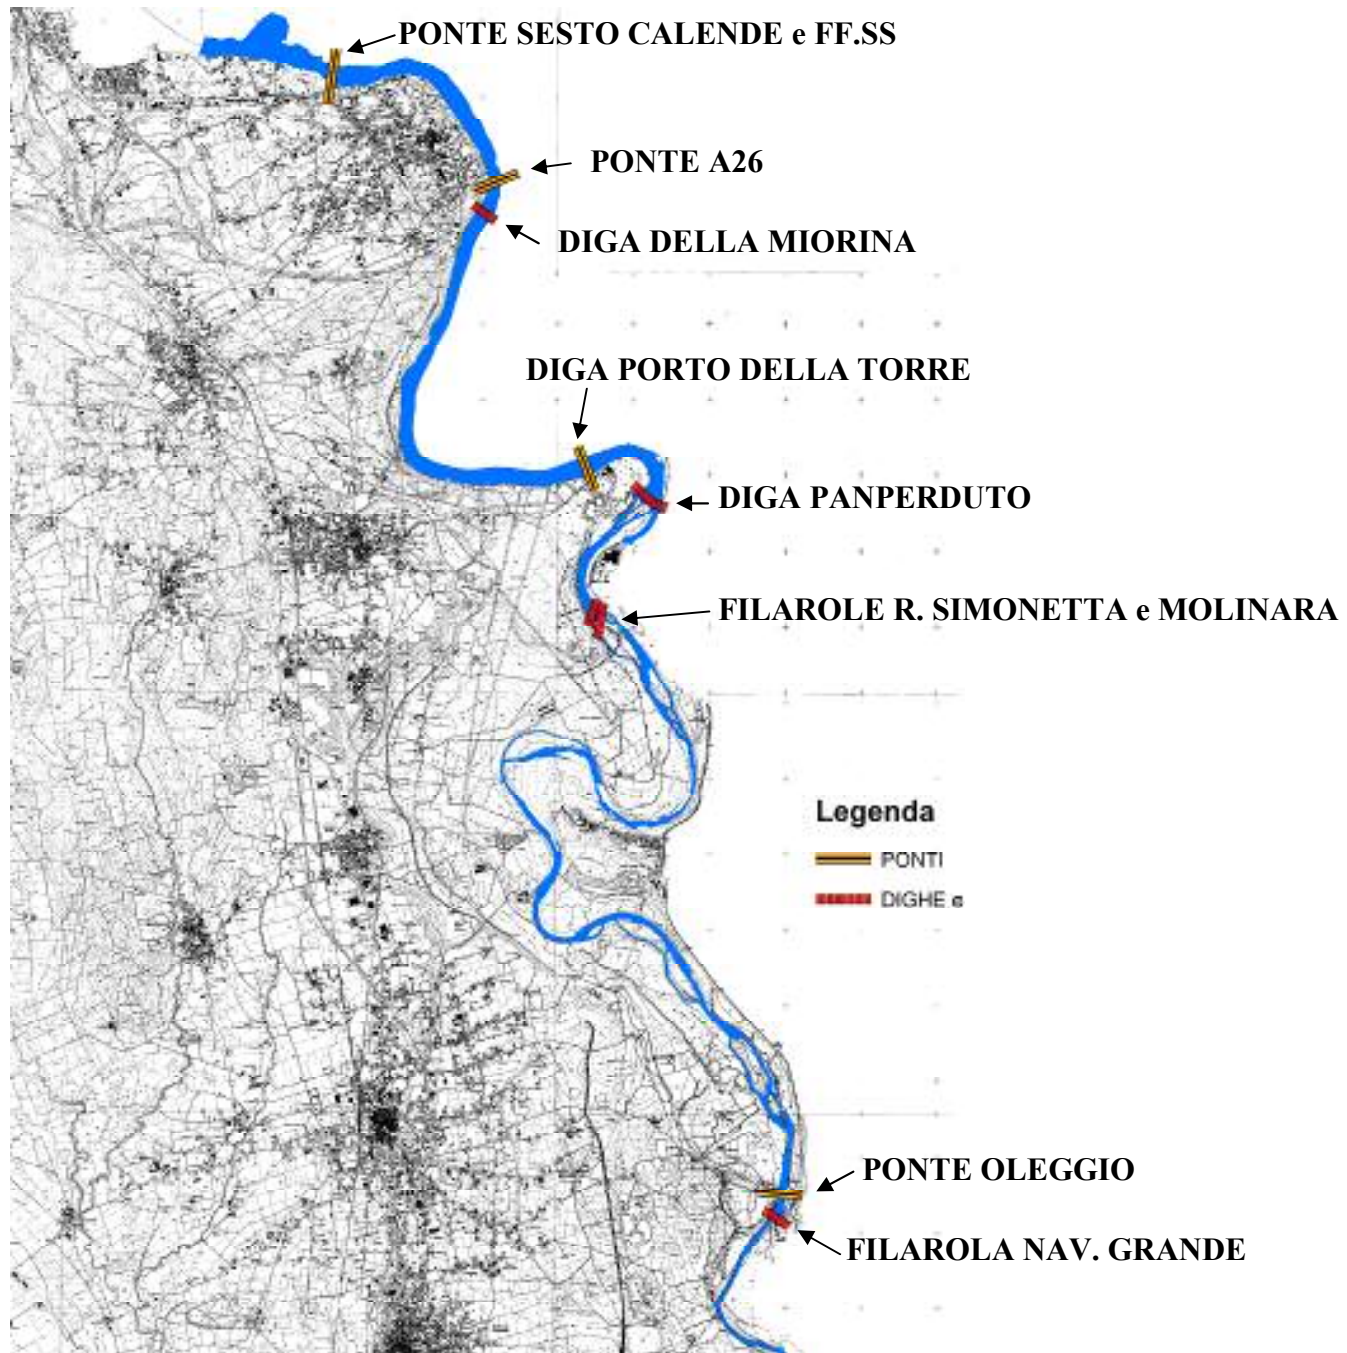 PONTE SESTO CALENDE e FF.SS
PONTE A26
DIGA DELLA MIORINA
DIGA PORTO DELLA TORRE
DIGA PANPERDUTO
FILAROLE R. SIMONETTA e MOLINARA
Legenda
PONTI
DIGHE e
PONTE OLEGGIO
FILAROLA NAV. GRANDE